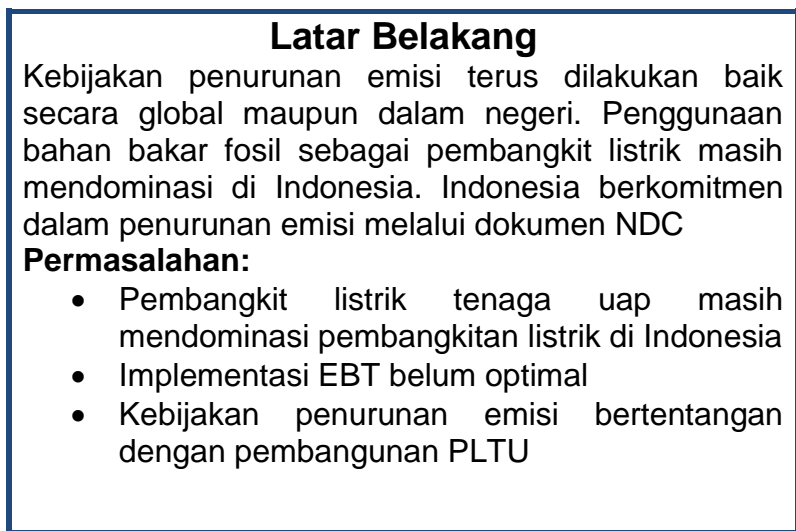 Latar Belakang
Kebijakan penurunan emisi terus dilakukan baik
secara global maupun dalam negeri. Penggunaan
bahan bakar fosil sebagai pembangkit listrik masih
mendominasi di Indonesia. Indonesia berkomitmen
dalam penurunan emisi melalui dokumen NDC
Permasalahan:
• Pembangkit listrik tenaga uap masih
mendominasi pembangkitan listrik di Indonesia
• Implementasi EBT belum optimal
• Kebijakan penurunan emisi bertentangan
dengan pembangunan PLTU